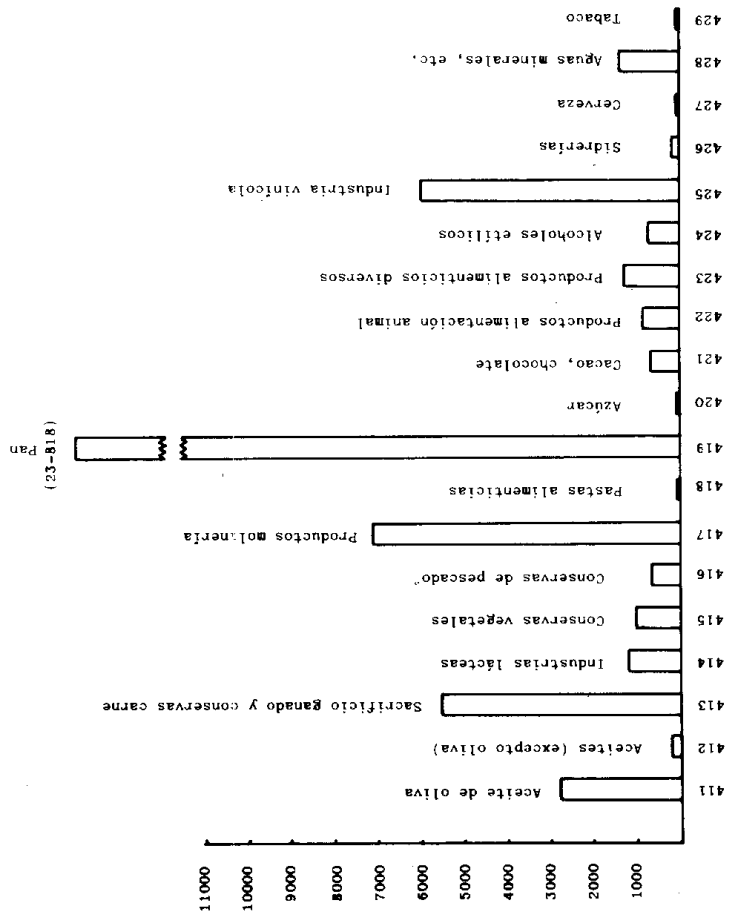 429 Tabaco
428 Aguas minerales, etc.
427 Cerveza
426 Sidrerías
425 Industria vinícola
424 Alcoholes etílicos
423 Productos alimenticios diversos
422 Productos alimentación animal
421 Cacao, chocolate
420 Azúcar
419 Pan
(23-818)
418 Pastas alimenticias
417 Productos molinería
416 Conservas de pescado
415 Conservas vegetales
414 Industrias lácteas
413 Sacrificio ganado y conservas carne
412 Aceites (excepto oliva)
411 Aceite de oliva
11000
10000
9000
8000
7000
6000
5000
4000
3000
2000
1000